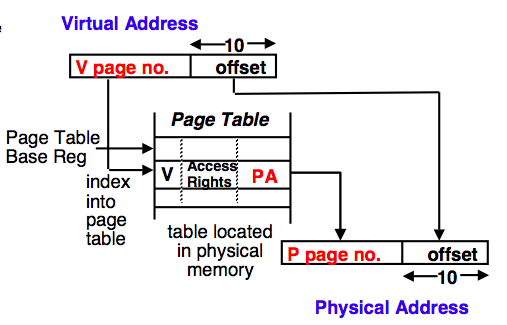 e
Virtual Address
10
V page no.
offset
Page Table
Page Table
Base Reg
V
Access
Rights
PA
index
into
page
table
table located
in physical
memory
P page no.
offset
10
Physical Address